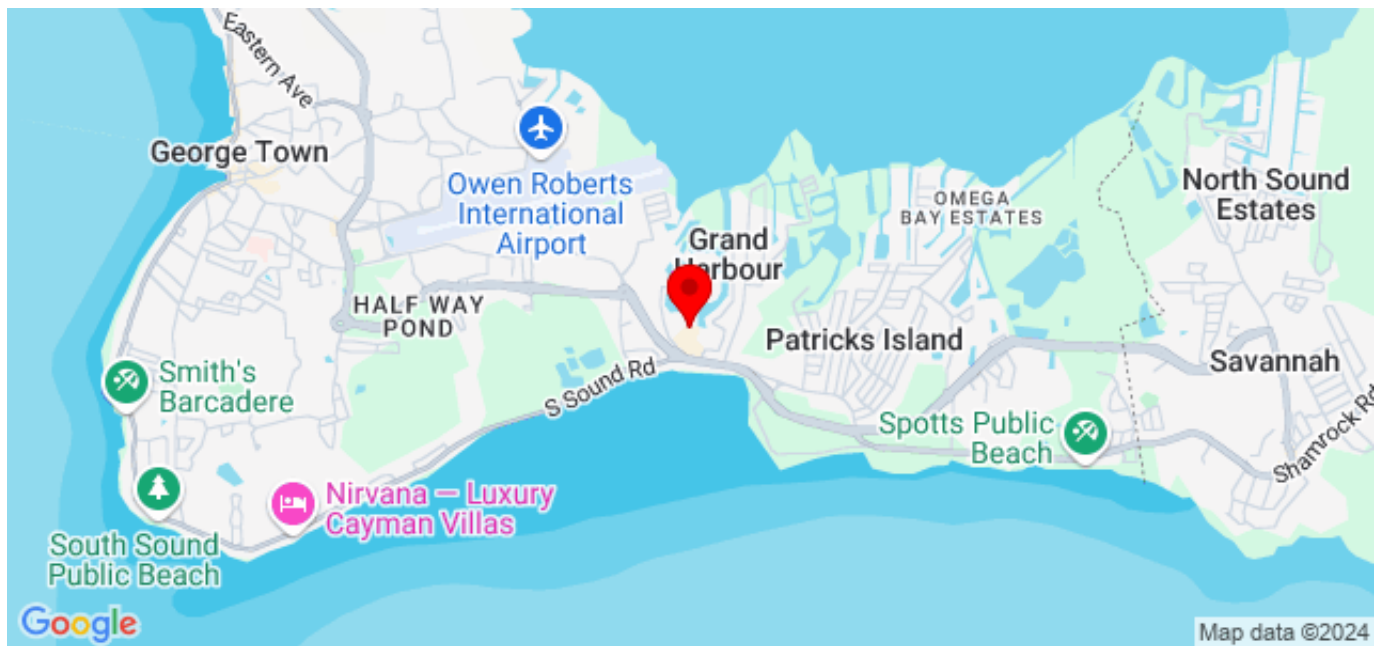 Eastern Ave
George Town
Owen Roberts
International
Airport
OMEGA
BAY ESTATES
North Sound
Estates
Grand
Harbour
HALF WAY
POND
Patricks Island
Savannah
Smith's
Barcadere
S Sound Rd
Spotts Public
Beach
Shamrock Rd
Nirvana — Luxury
Cayman Villas
South Sound
Public Beach
Google
Map data ©2024